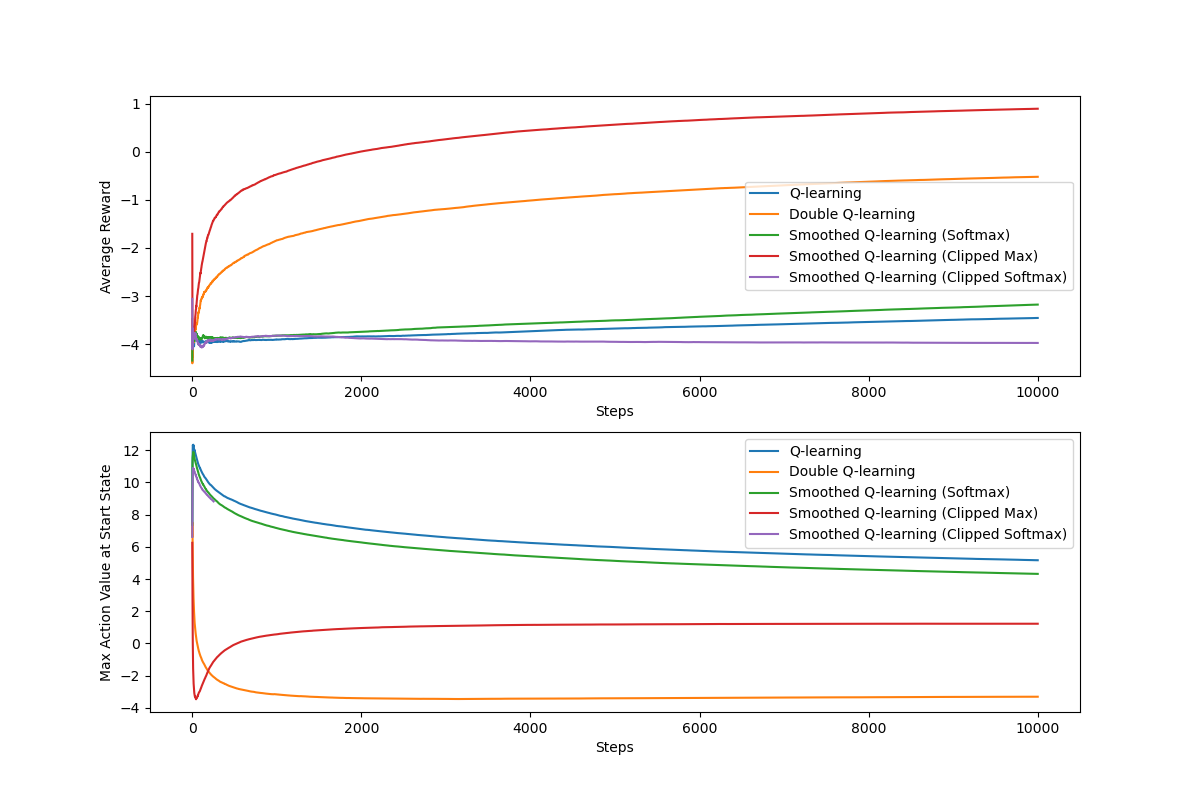 1
0
−1
−2
−3
−4
Average Reward
Q-learning
Double Q-learning
Smoothed Q-learning (Softmax)
Smoothed Q-learning (Clipped Max)
Smoothed Q-learning (Clipped Softmax)
0 2000 4000 6000 8000 10000
Steps
12
10
8
6
4
2
0
−2
−4
Max Action Value at Start State
Q-learning
Double Q-learning
Smoothed Q-learning (Softmax)
Smoothed Q-learning (Clipped Max)
Smoothed Q-learning (Clipped Softmax)
0 2000 4000 6000 8000 10000
Steps